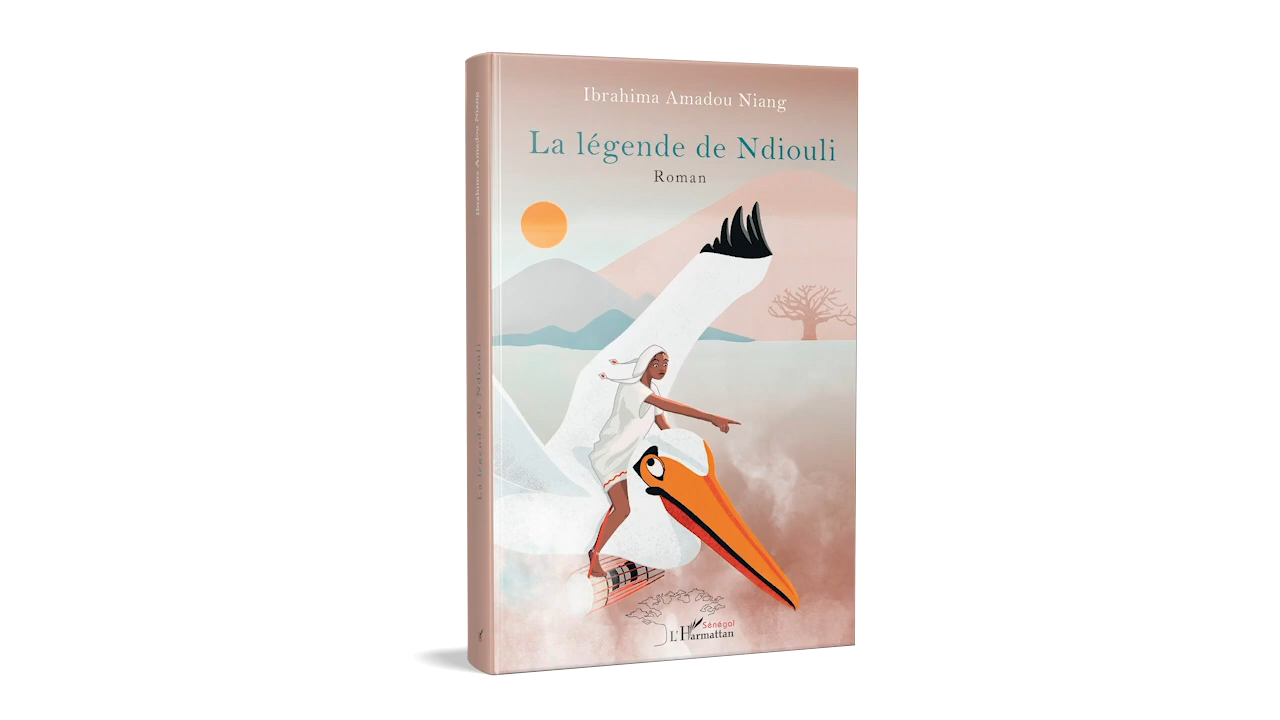 Ibrahima Amadou Niang
La légende de Ndiouli
Roman
Sénégal
L'Harmattan
Ibrahima Amadou Niang
La légende de Ndiouli